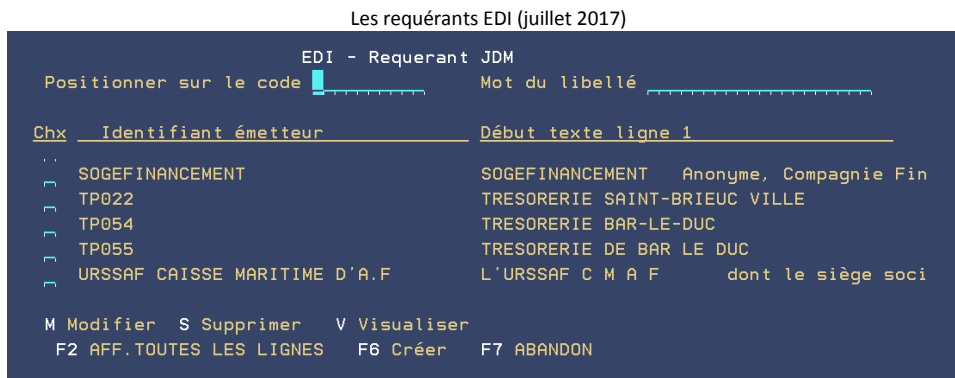 Les requérants EDI (juillet 2017)
EDI - Requerant JDM
Positionner sur le code Mot du libellé
Chx Identifiant émetteur Début texte ligne 1
SOGEFINANCEMENT SOGEFINANCEMENT Anonyme, Compagnie Fin
TP022 TRESORERIE SAINT-BRIEUC VILLE
TP054 TRESORERIE BAR-LE-DUC
TP055 TRESORERIE DE BAR LE DUC
URSSAF CAISSE MARITIME D'A.F L'URSSAF C M A F dont le siège soci
M Modifier S Supprimer V Visualiser
F2 AFF.TOUTES LES LIGNES F6 Créer F7 ABANDON